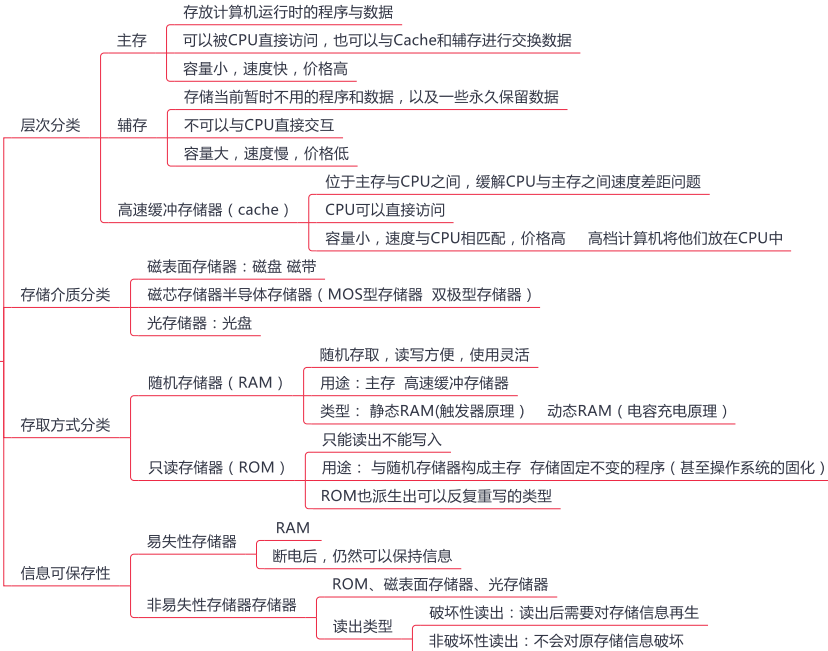 存放计算机运行时的程序与数据
主存
可以被CPU直接访问，也可以与Cache和辅存进行交换数据
容量小，速度快，价格高
存储当前暂时不用的程序和数据，以及一些永久保留数据
层次分类
辅存
不可以与CPU直接交互
容量大，速度慢，价格低
位于主存与CPU之间，缓解CPU与主存之间速度差距问题
高速缓冲存储器（cache）
CPU可以直接访问
容量小，速度与CPU相匹配，价格高 高档计算机将他们放在CPU中
磁表面存储器：磁盘 磁带
存储介质分类
磁芯存储器半导体存储器（MOS型存储器 双极型存储器）
光存储器：光盘
随机存取，读写方便，使用灵活
随机存储器（RAM）
用途：主存 高速缓冲存储器
类型： 静态RAM(触发器原理） 动态RAM（电容充电原理）
存取方式分类
只能读出不能写入
只读存储器（ROM）
用途： 与随机存储器构成主存 存储固定不变的程序（甚至操作系统的固化）
ROM也派生出可以反复重写的类型
RAM
易失性存储器
断电后，仍然可以保持信息
信息可保存性
ROM、磁表面存储器、光存储器
非易失性存储器存储器
破坏性读出：读出后需要对存储信息再生
读出类型
非破坏性读出：不会对原存储信息破坏